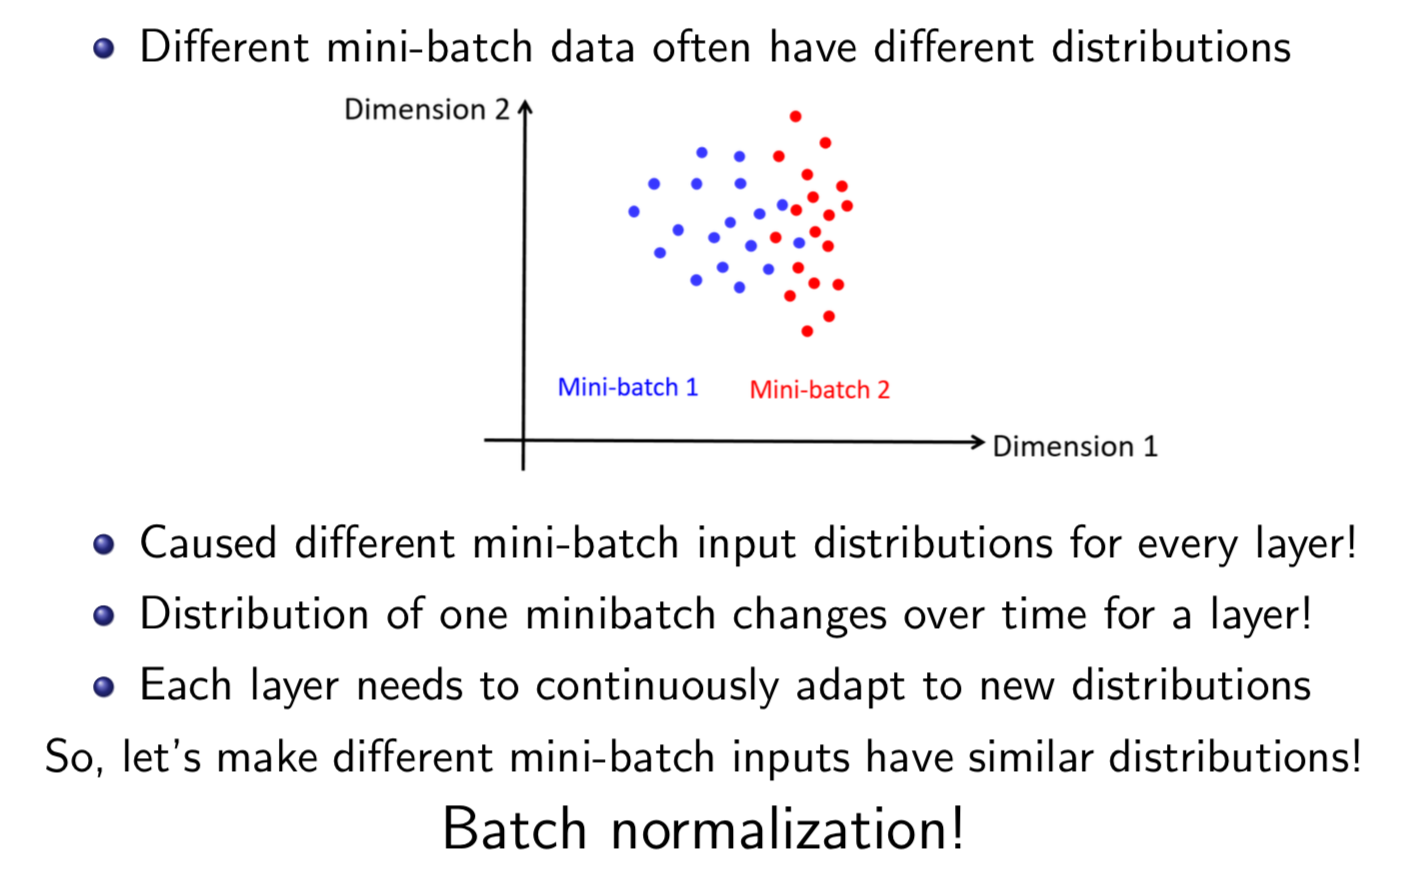 Different mini-batch data often have different distributions
Dimension 2
Mini-batch 1
Mini-batch 2
Dimension 1
Caused different mini-batch input distributions for every layer!
Distribution of one minibatch changes over time for a layer!
Each layer needs to continuously adapt to new distributions
So, let's make different mini-batch inputs have similar distributions!
Batch normalization!